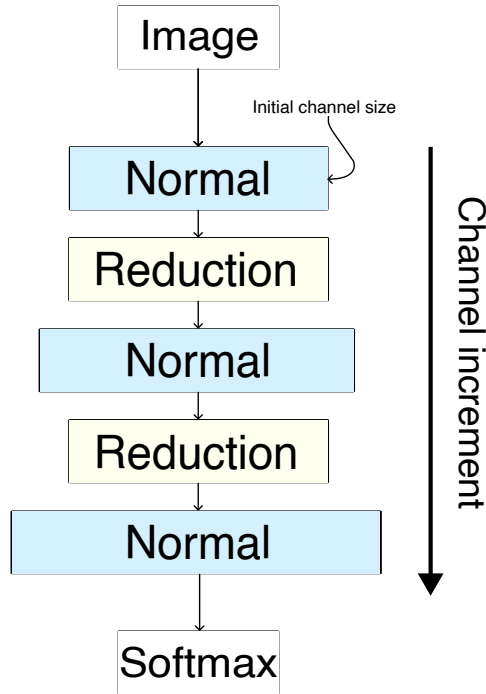 Image
Initial channel size
Normal
Reduction
Normal
Reduction
Normal
Softmax
Channel increment